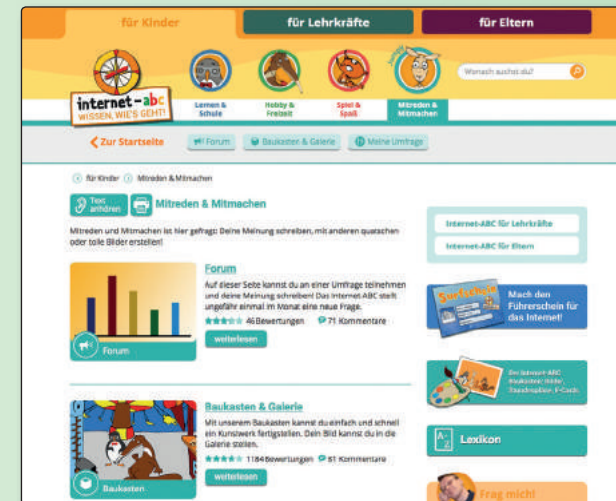 für Kinder
für Lehrkräfte
für Eltern
internet-abc
WISSEN, WIE'S GEHT!
Lernen &
Schule
Hobby &
Freizeit
Spiel &
Spaß
Jumpy
Mitreden &
Mitmachen
Wonach suchst du?
Zur Startseite
Forum
Baukasten & Galerie
Meine Umfrage
für Kinder
Mitreden & Mitmachen
Text
anhören
Mitreden & Mitmachen
Mitreden und Mitmachen ist hier gefragt: Deine Meinung schreiben, mit anderen quatschen
oder tolle Bilder erstellen!
Forum
Forum
Auf dieser Seite kannst du an einer Umfrage teilnehmen
und deine Meinung schreiben! Das Internet-ABC stellt
ungefähr einmal im Monat eine neue Frage.
46 Bewertungen 71 Kommentare
weiterlesen
Baukasten
Baukasten & Galerie
Mit unserem Baukasten kannst du einfach und schnell
ein Kunstwerk fertigstellen. Dein Bild kannst du in die
Galerie stellen.
1184 Bewertungen 81 Kommentare
weiterlesen
Internet-ABC für Lehrkräfte
Internet-ABC für Eltern
Surfschein
Mach den
Führerschein für
das Internet!
Der Internet-ABC
A-Z
Lexikon
Frag mich!